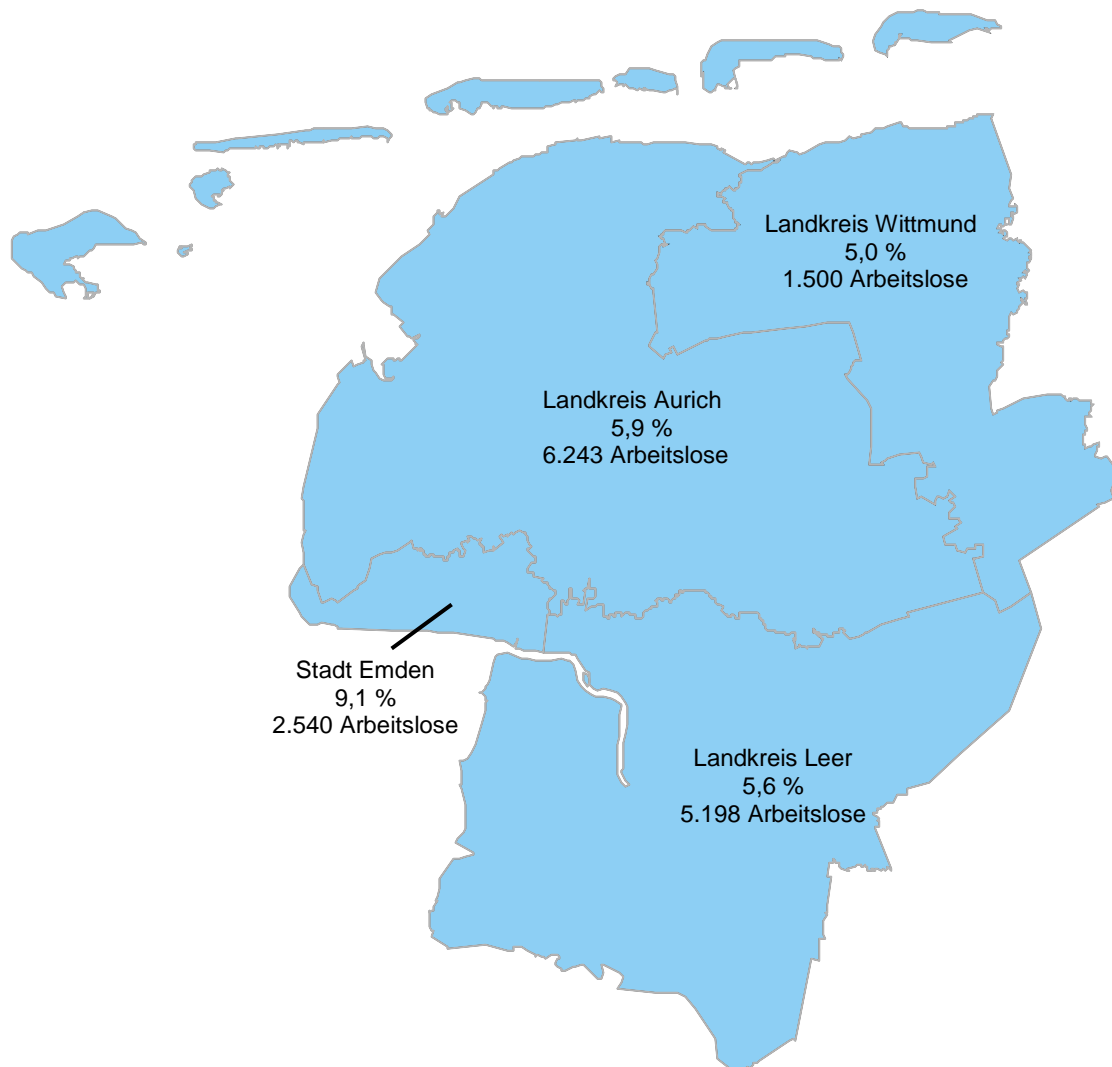 Landkreis Wittmund
5,0 %
1.500 Arbeitslose
Landkreis Aurich
5,9 %
6.243 Arbeitslose
Stadt Emden
9,1 %
2.540 Arbeitslose
Landkreis Leer
5,6 %
5.198 Arbeitslose